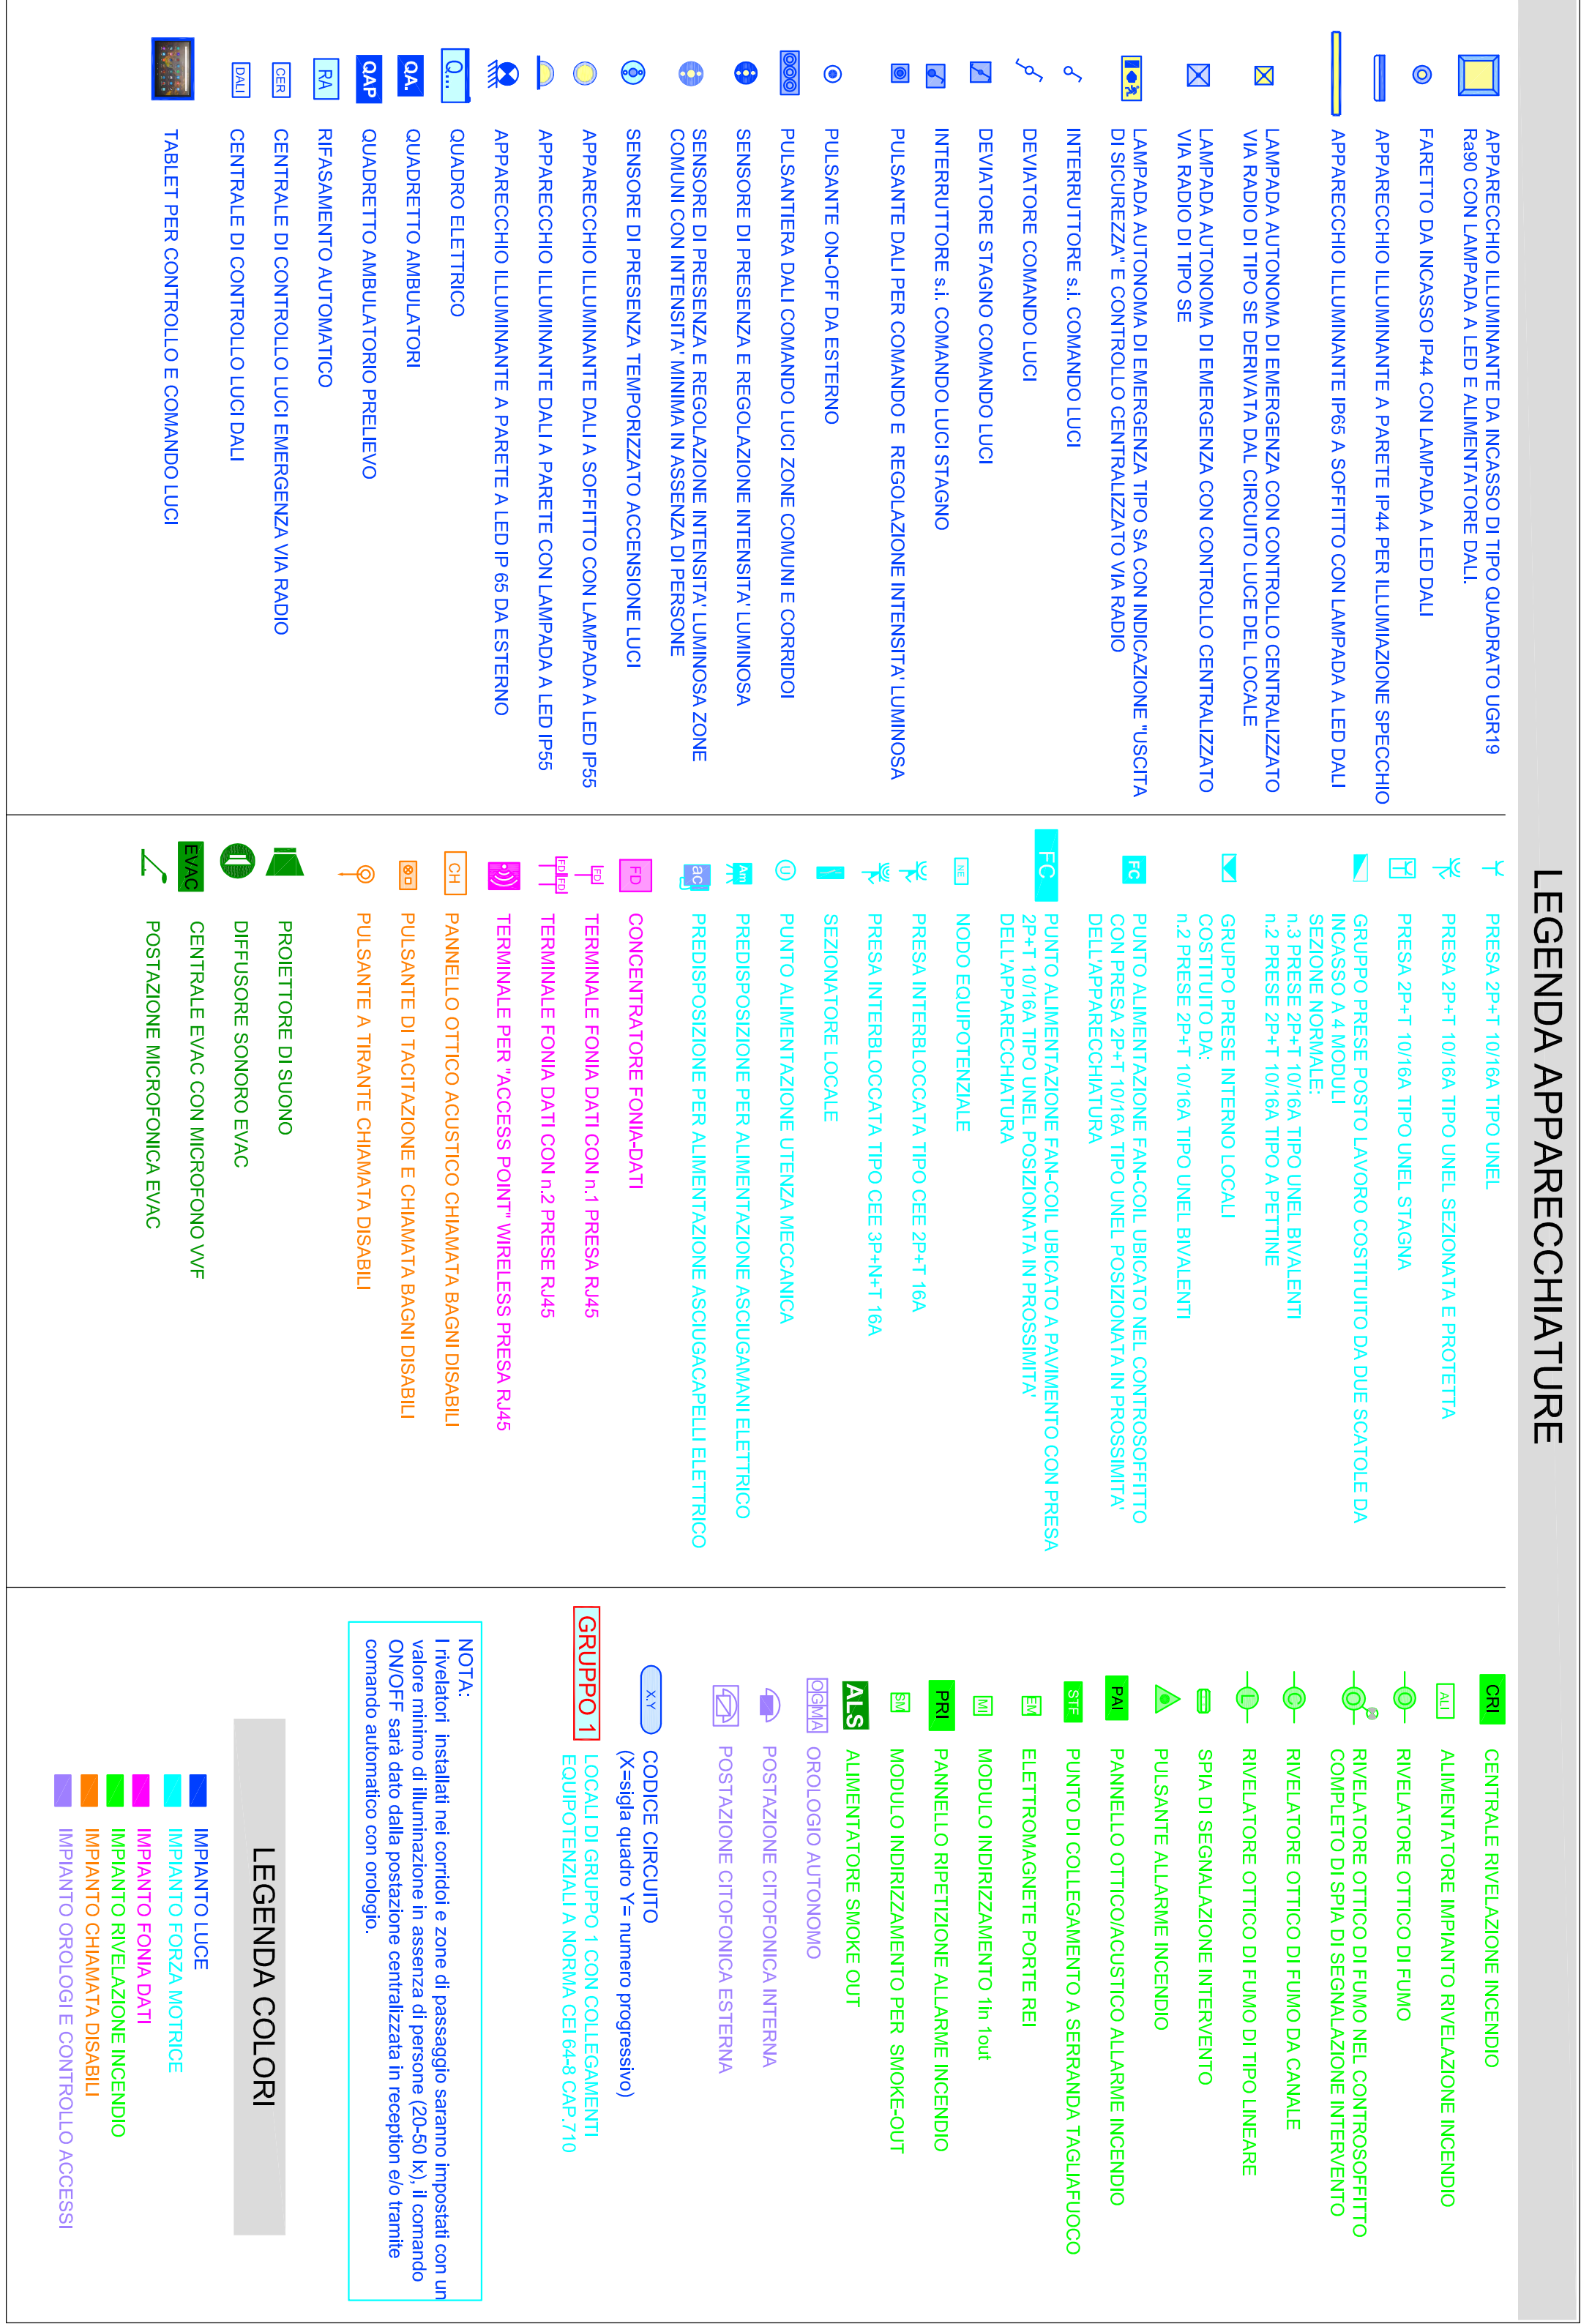 LEGENDA APPARECCHIATURE
APPARECCHIO ILLUMINANTE DA INCASSO DI TIPO QUADRATO UGR19
Ra90 CON LAMPADA A LED E ALIMENTATORE DALI.
FARETTO DA INCASSO IP44 CON LAMPADA A LED DALI
APPARECCHIO ILLUMINANTE A PARETE IP44 PER ILLUMIAZIONE SPECCHIO
APPARECCHIO ILLUMINANTE IP65 A SOFFITTO CON LAMPADA A LED DALI
LAMPADA AUTONOMA DI EMERGENZA CON CONTROLLO CENTRALIZZATO
VIA RADIO DI TIPO SE DERIVATA DAL CIRCUITO LUCE DEL LOCALE
LAMPADA AUTONOMA DI EMERGENZA CON CONTROLLO CENTRALIZZATO
VIA RADIO DI TIPO SE
LAMPADA AUTONOMA DI EMERGENZA TIPO SA CON INDICAZIONE "USCITA
DI SICUREZZA" E CONTROLLO CENTRALIZZATO VIA RADIO
INTERRUTTORE s.i. COMANDO LUCI
DEVIATORE COMANDO LUCI
DEVIATORE STAGNO COMANDO LUCI
INTERRUTTORE s.i. COMANDO LUCI STAGNO
PULSANTE DALI PER COMANDO E REGOLAZIONE INTENSITA' LUMINOSA
PULSANTE ON-OFF DA ESTERNO
PULSANTIERA DALI COMANDO LUCI ZONE COMUNI E CORRIDOI
SENSORE DI PRESENZA E REGOLAZIONE INTENSITA' LUMINOSA
SENSORE DI PRESENZA E REGOLAZIONE INTENSITA' LUMINOSA ZONE
COMUNI CON INTENSITA' MINIMA IN ASSENZA DI PERSONE
SENSORE DI PRESENZA TEMPORIZZATO ACCENSIONE LUCI
APPARECCHIO ILLUMINANTE DALI A SOFFITTO CON LAMPADA A LED IP55
APPARECCHIO ILLUMINANTE DALI A PARETE CON LAMPADA A LED IP55
APPARECCHIO ILLUMINANTE A PARETE A LED IP 65 DA ESTERNO
Q... QUADRO ELETTRICO
QA. QUADRETTO AMBULATORI
QAP QUADRETTO AMBULATORIO PRELIEVO
RA RIFASAMENTO AUTOMATICO
CER CENTRALE DI CONTROLLO LUCI EMERGENZA VIA RADIO
DALI CENTRALE DI CONTROLLO LUCI DALI
TABLET PER CONTROLLO E COMANDO LUCI
PRESA 2P+T 10/16A TIPO UNEL
PRESA 2P+T 10/16A TIPO UNEL SEZIONATA E PROTETTA
PRESA 2P+T 10/16A TIPO UNEL STAGNA
GRUPPO PRESE POSTO LAVORO COSTITUITO DA DUE SCATOLE DA
INCASSO A 4 MODULI
SEZIONE NORMALE:
n.3 PRESE 2P+T 10/16A TIPO UNEL BIVALENTI
n.2 PRESE 2P+T 10/16A TIPO A PETTINE
GRUPPO PRESE INTERNO LOCALI
COSTITUITO DA:
n.2 PRESE 2P+T 10/16A TIPO UNEL BIVALENTI
FC PUNTO ALIMENTAZIONE FAN-COIL UBICATO NEL CONTROSOFFITTO
CON PRESA 2P+T 10/16A TIPO UNEL POSIZIONATA IN PROSSIMITA'
DELL'APPARECCHIATURA
FC PUNTO ALIMENTAZIONE FAN-COIL UBICATO A PAVIMENTO CON PRESA
2P+T 10/16A TIPO UNEL POSIZIONATA IN PROSSIMITA'
DELL'APPARECCHIATURA
NE NODO EQUIPOTENZIALE
PRESA INTERBLOCCATA TIPO CEE 2P+T 16A
PRESA INTERBLOCCATA TIPO CEE 3P+N+T 16A
SEZIONATORE LOCALE
U PUNTO ALIMENTAZIONE UTENZA MECCANICA
Am PREDISPOSIZIONE PER ALIMENTAZIONE ASCIUGAMANI ELETTRICO
ac PREDISPOSIZIONE PER ALIMENTAZIONE ASCIUGACAPELLI ELETTRICO
FD CONCENTRATORE FONIA-DATI
FD TERMINALE FONIA DATI CON n.1 PRESA RJ45
FD FD TERMINALE FONIA DATI CON n.2 PRESE RJ45
TERMINALE PER "ACCESS POINT" WIRELESS PRESA RJ45
CH PANNELLO OTTICO ACUSTICO CHIAMATA BAGNI DISABILI
PULSANTE DI TACITAZIONE E CHIAMATA BAGNI DISABILI
PULSANTE A TIRANTE CHIAMATA DISABILI
PROIETTORE DI SUONO
DIFFUSORE SONORO EVAC
EVAC CENTRALE EVAC CON MICROFONO VVF
POSTAZIONE MICROFONICA EVAC
CRI CENTRALE RIVELAZIONE INCENDIO
ALI ALIMENTATORE IMPIANTO RIVELAZIONE INCENDIO
O RIVELATORE OTTICO DI FUMO
O RIVELATORE OTTICO DI FUMO NEL CONTROSOFFITTO
COMPLETO DI SPIA DI SEGNALAZIONE INTERVENTO
C RIVELATORE OTTICO DI FUMO DA CANALE
L RIVELATORE OTTICO DI FUMO DI TIPO LINEARE
SPIA DI SEGNALAZIONE INTERVENTO
PULSANTE ALLARME INCENDIO
PAI PANNELLO OTTICO/ACUSTICO ALLARME INCENDIO
STF PUNTO DI COLLEGAMENTO A SERRANDA TAGLIAFUOCO
EM ELETTROMAGNETE PORTE REI
MI MODULO INDIRIZZAMENTO 1in 1out
PRI PANNELLO RIPETIZIONE ALLARME INCENDIO
SM MODULO INDIRIZZAMENTO PER SMOKE-OUT
ALS ALIMENTATORE SMOKE OUT
OGMA OROLOGIO AUTONOMO
POSTAZIONE CITOFONICA INTERNA
POSTAZIONE CITOFONICA ESTERNA
X.Y CODICE CIRCUITO
(X=sigla quadro Y= numero progressivo)
GRUPPO 1 LOCALI DI GRUPPO 1 CON COLLEGAMENTI
EQUIPOTENZIALI A NORMA CEI 64-8 CAP.710
NOTA:
I rivelatori installati nei corridoi e zone di passaggio saranno impostati con un
valore minimo di illuminazione in assenza di persone (20-50 lx), il comando
ON/OFF sarà dato dalla postazione centralizzata in reception e/o tramite
comando automatico con orologio.
LEGENDA COLORI
IMPIANTO LUCE
IMPIANTO FORZA MOTRICE
IMPIANTO FONIA DATI
IMPIANTO RIVELAZIONE INCENDIO
IMPIANTO CHIAMATA DISABILI
IMPIANTO OROLOGI E CONTROLLO ACCESSI